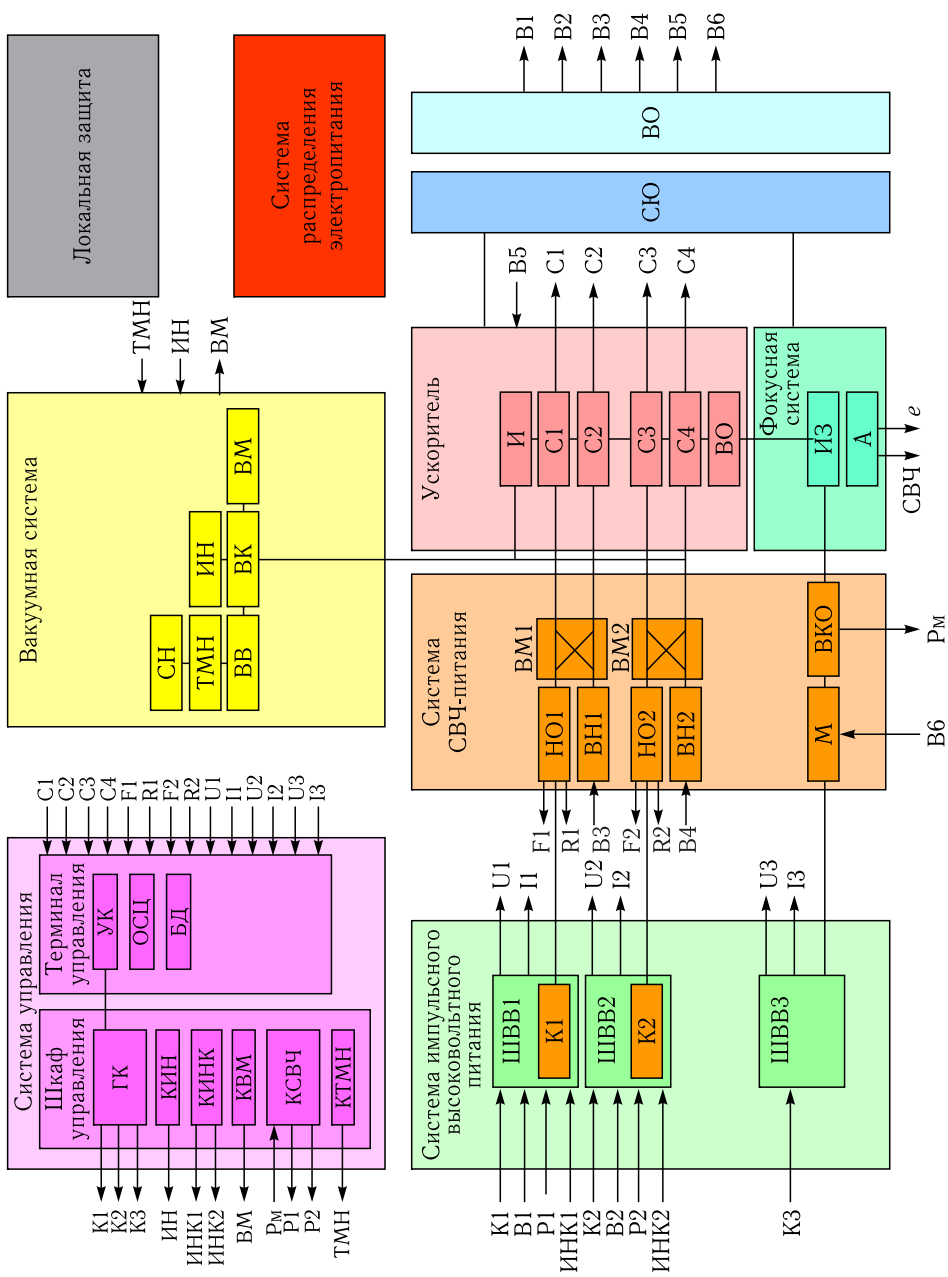 Система управления
Шкаф
управления
ГК
КИН
КИНК
КВМ
КСВЧ
КТМН
К1
К2
К3
ИН
ИНК1
ИНК2
ВМ
Рм
Р1
Р2
ТМН
Терминал
управления
УК
ОСЦ
БД
С1
С2
С3
С4
F1
R1
F2
R2
U1
I1
U2
I2
U3
I3
Вакуумная система
СН
ТМН
ВВ
ИН
ВК
ВМ
ТМН
ИН
ВМ
Локальная защита
Система
распределения
электропитания
Система импульсного
высоковольтного
питания
К1
В1
Р1
ИНК1
К2
В2
Р2
ИНК2
К3
ШВВ1
К1
ШВВ2
К2
ШВВ3
U1
I1
U2
I2
U3
I3
Система
СВЧ-питания
F1
R1
В3
F2
R2
В4
НО1
ВН1
НО2
ВН2
ВМ1
ВМ2
М
ВКО
В6
Рм
Ускоритель
И
С1
С2
С3
С4
ВО
В5
С1
С2
С3
С4
Фокусная
система
ИЗ
А
СВЧ
e
СЮ
ВО
В1
В2
В3
В4
В5
В6